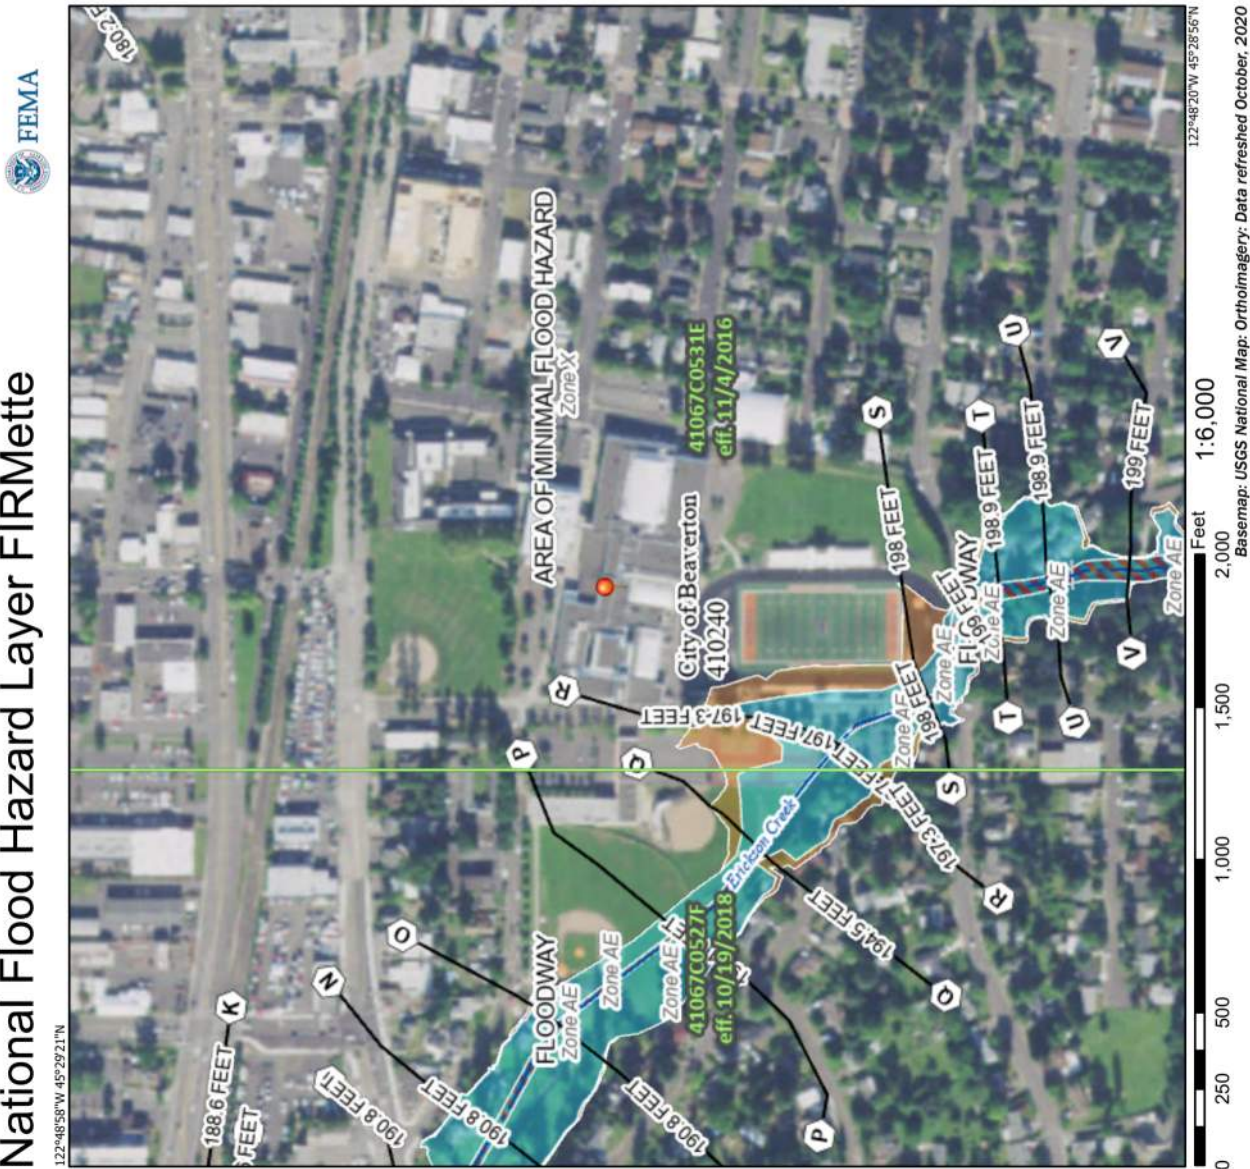 National Flood Hazard Layer FIRMette
FEMA
122°48'58"W 45°29'21"N
180.2 F
188.6 FEET
K
FEET
190.8 FEET
N
190.8 FEET
O
190.8 FEET
P
P
Q
194.5 FEET
Q
R
197.3 FEET
197.3 FEET
R
FLOODWAY
Zone AE
Zone AE
Zone AE
41067C0527F
eff. 10/19/2018
Erickson Creek
AREA OF MINIMAL FLOOD HAZARD
Zone X
City of Beaverton
410240
41067C0531E
eff. 11/4/2016
S
198 FEET
198 FEET
S
Zone AE
Zone AE
199 FEET
Zone AE
T
198.9 FEET
T
U
198.9 FEET
Zone AE
U
V
199 FEET
V
Zone AE
122°48'20"W 45°28'56"N
0
250
500
1,000
1,500
2,000
Feet
1:6,000
Basemap: USGS National Map: Orthoimagery: Data refreshed October, 2020